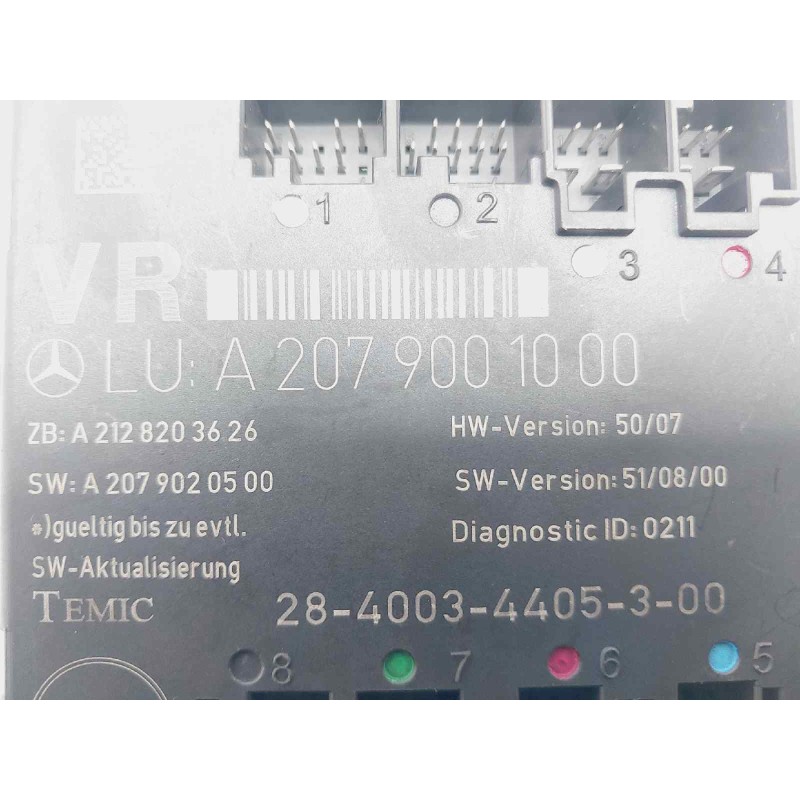 1 2
3 4
VR
LU: A 207 900 10 00
ZB: A 212 820 36 26
HW-Version: 50/07
SW: A 207 902 05 00
SW-Version: 51/08/00
*)gueltig bis zu evtl.
Diagnostic ID: 0211
SW-Aktualisierung
TEMIC
28-4003-4405-3-00
8 7 6 5